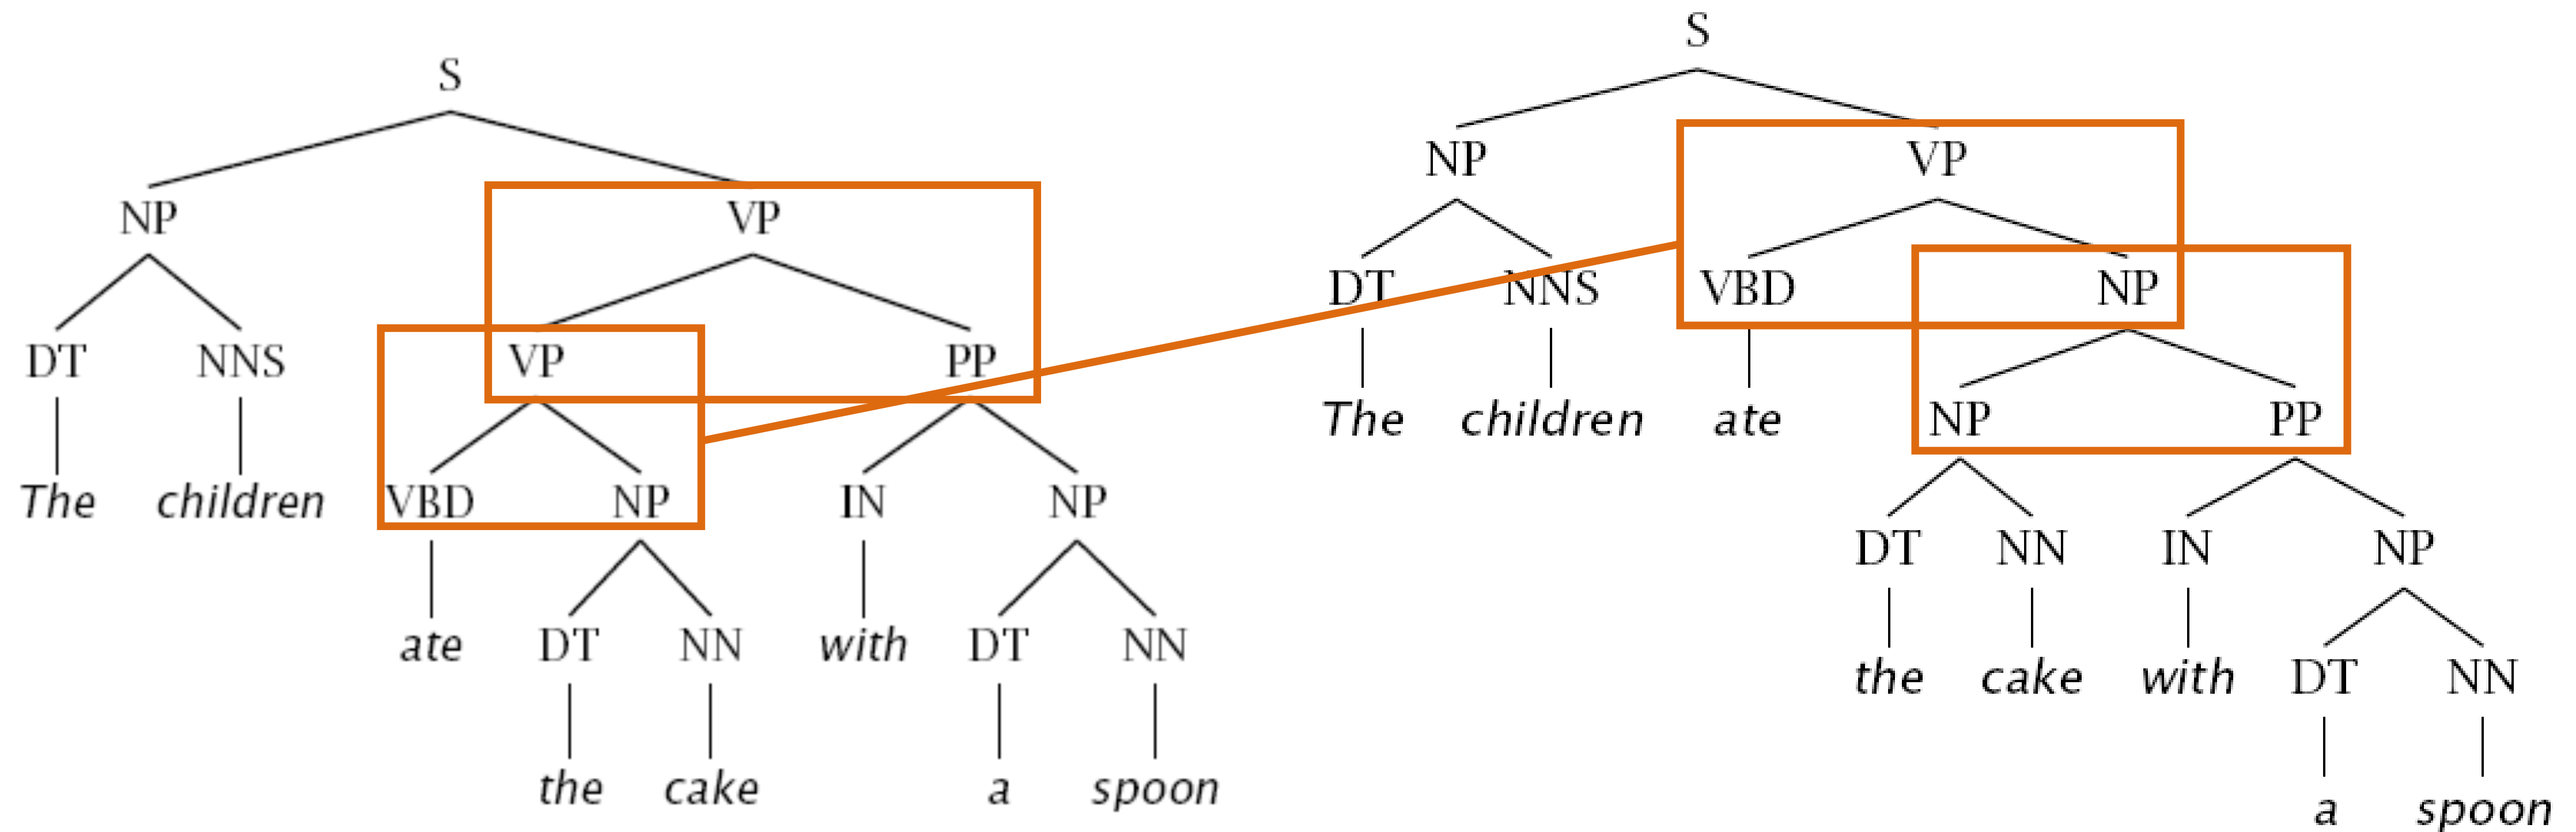 S
NP VP
DT NNS VP PP
The children VBD NP IN NP
ate DT NN with DT NN
the cake a spoon
S
NP VP
DT NNS VBD NP
The children ate NP PP
DT NN IN NP
the cake with DT NN
a spoon